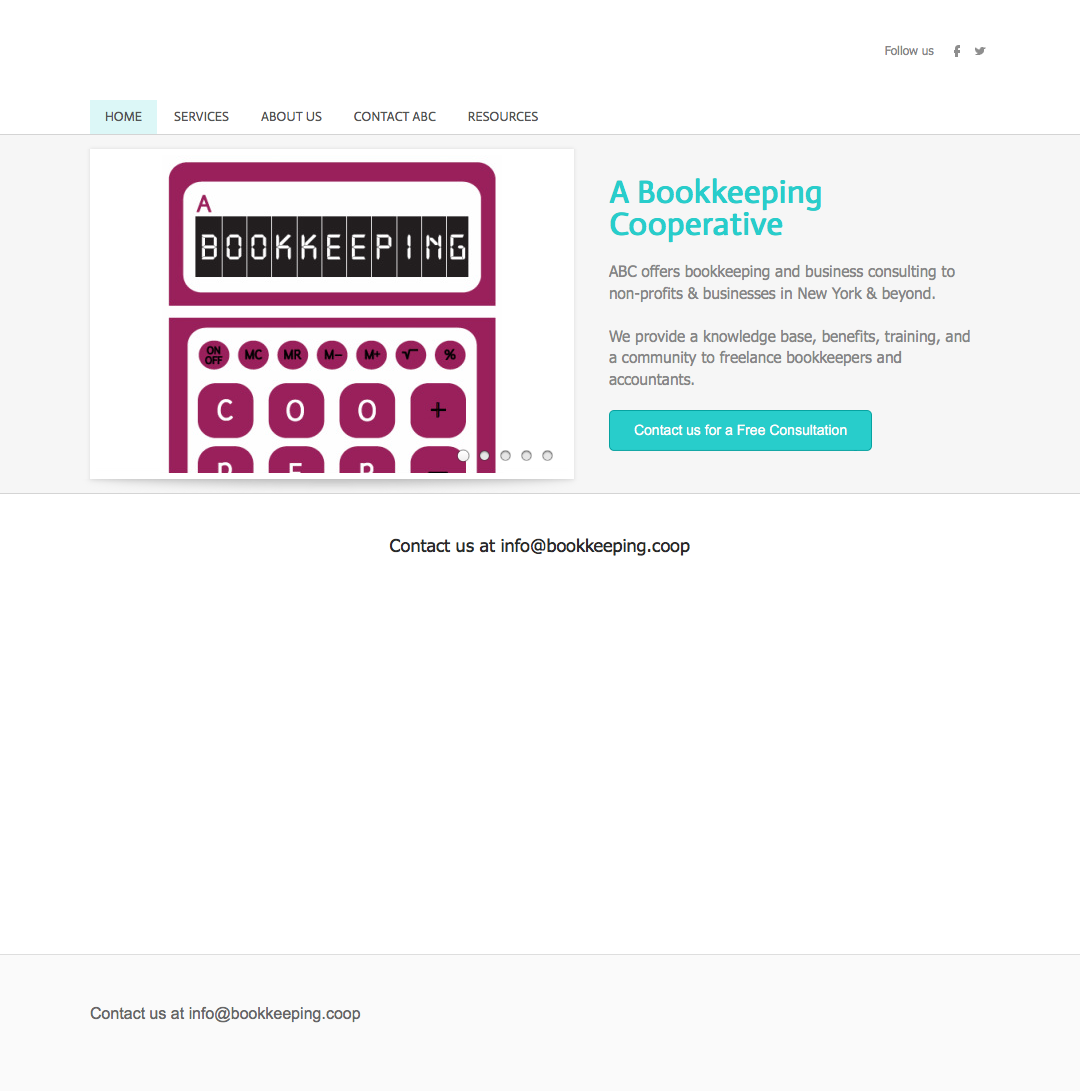 Follow us
HOME SERVICES ABOUT US CONTACT ABC RESOURCES
A
BOOKKEEPING
ON OFF MC MR M− M+ √ %
C O O +
P E R −
A Bookkeeping
Cooperative
ABC offers bookkeeping and business consulting to
non-profits & businesses in New York & beyond.
We provide a knowledge base, benefits, training, and
a community to freelance bookkeepers and
accountants.
Contact us for a Free Consultation
Contact us at info@bookkeeping.coop
Contact us at info@bookkeeping.coop